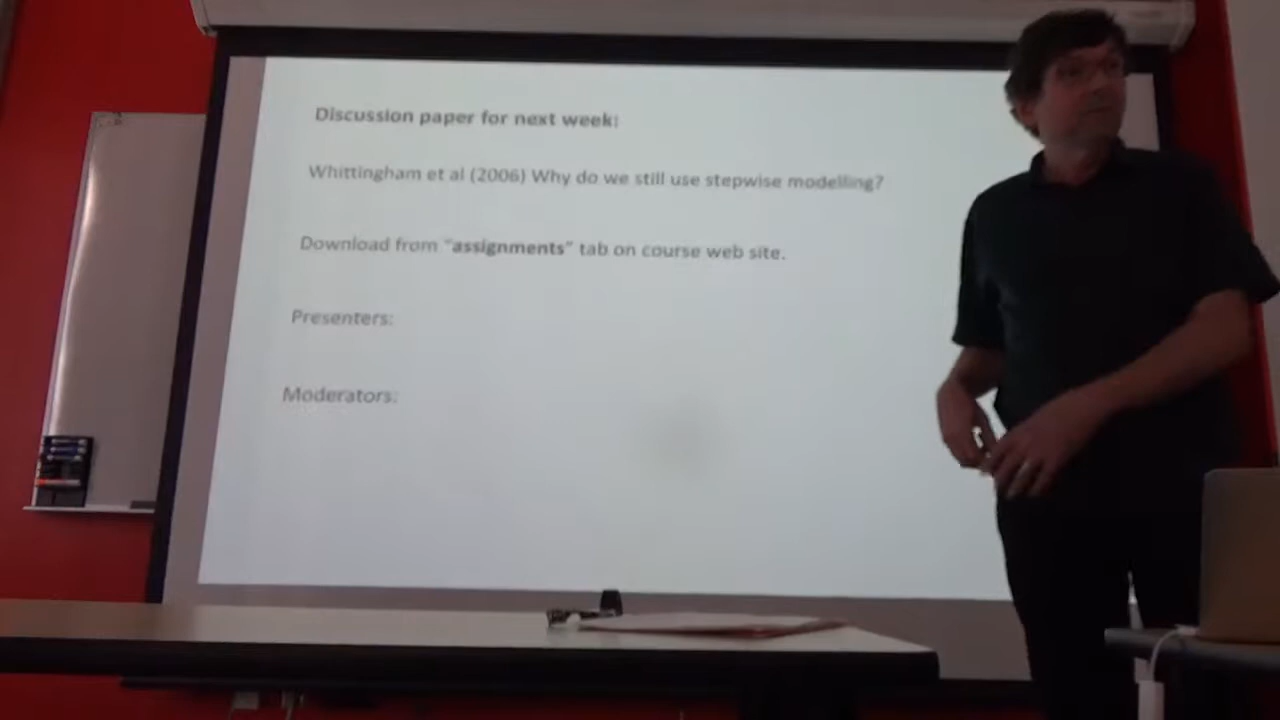 Discussion paper for next week:
Whittingham et al (2006) Why do we still use stepwise modelling?
Download from "assignments" tab on course web site.
Presenters:
Moderators: